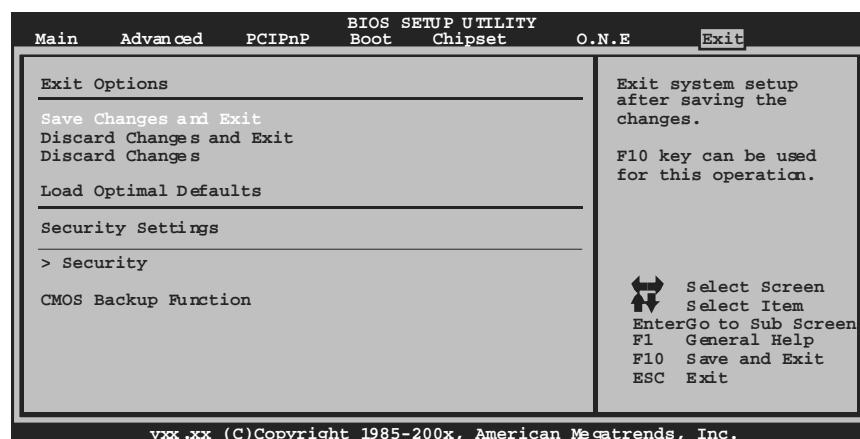 BIOS SETUP UTILITY
Main Advanced PCIPnP Boot Chipset O.N.E Exit
Exit Options
Save Changes and Exit
Discard Changes and Exit
Discard Changes
Load Optimal Defaults
Security Settings
> Security
CMOS Backup Function
Exit system setup
after saving the
changes.
F10 key can be used
for this operation.
Select Screen
Select Item
Enter Go to Sub Screen
F1 General Help
F10 Save and Exit
ESC Exit
vxx.xx (C)Copyright 1985-200x, American Megatrends, Inc.